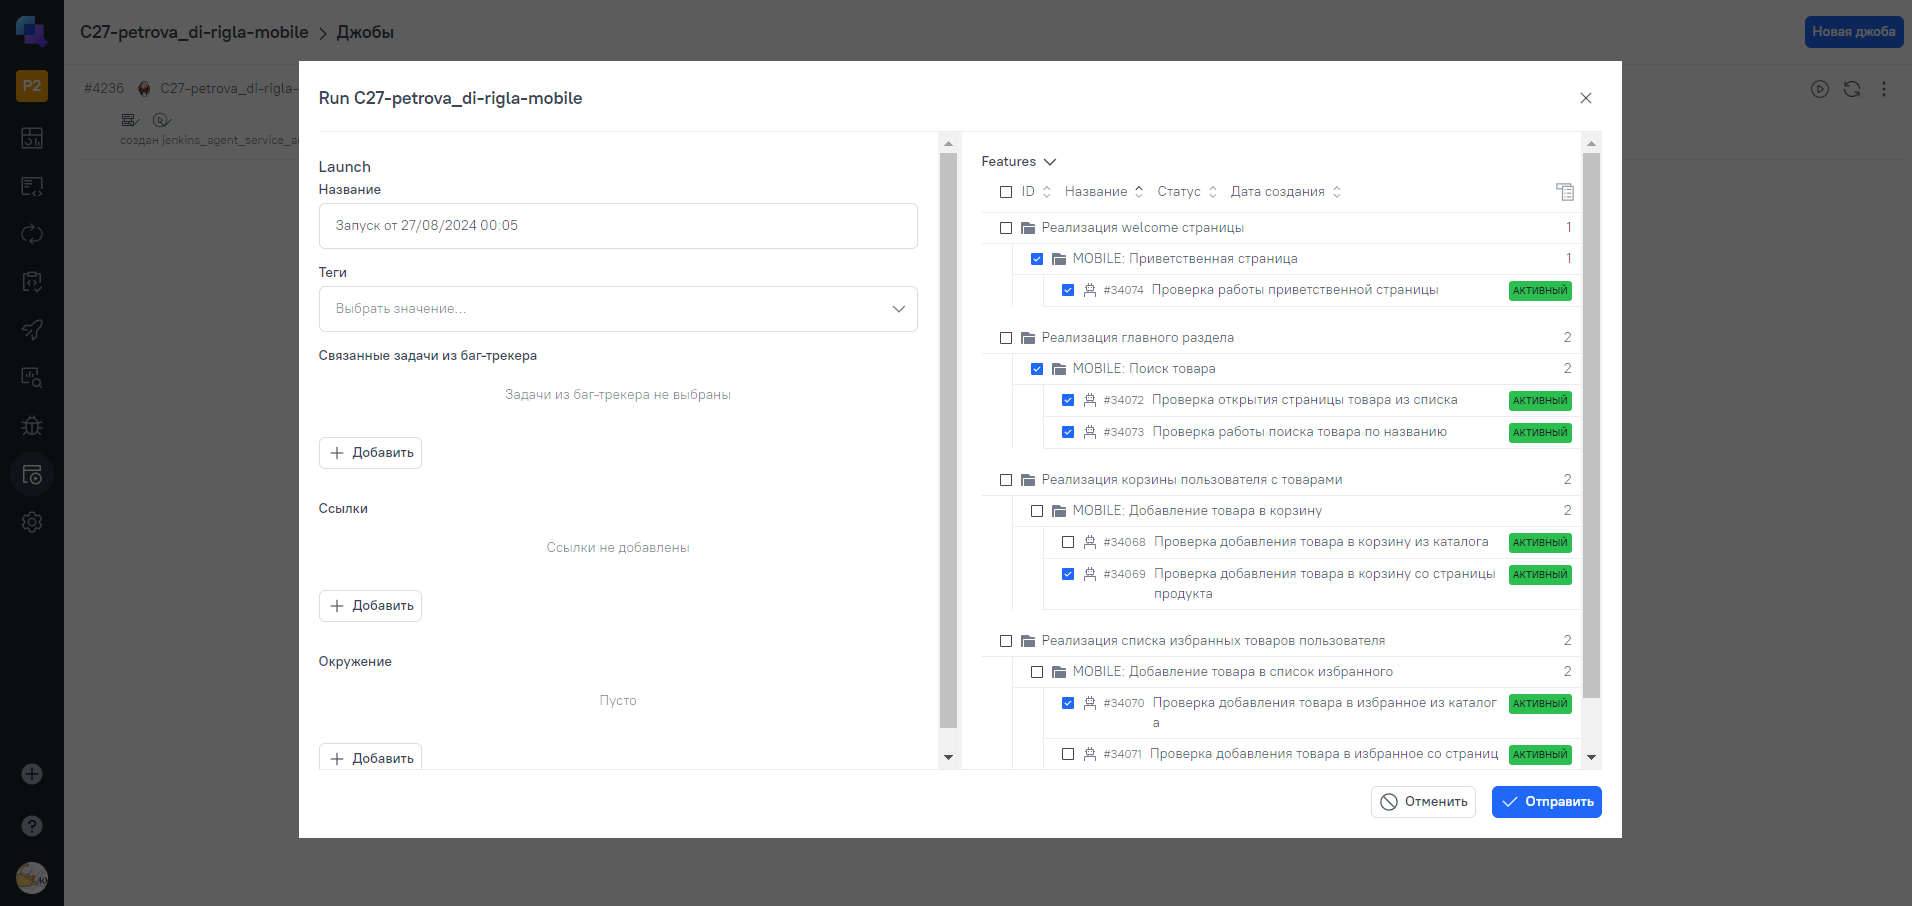 C27-petrova_di-rigla-mobile > Джобы
Новая джоба
P2
#4236 C27-petrova_di-rigla-
создан jenkins_agent_service_a
Run C27-petrova_di-rigla-mobile
Launch
Название
Запуск от 27/08/2024 00:05
Теги
Выбрать значение...
Связанные задачи из баг-трекера
Задачи из баг-трекера не выбраны
Добавить
Ссылки
Ссылки не добавлены
Добавить
Окружение
Пусто
Добавить
Features
ID Название Статус Дата создания
Реализация welcome страницы 1
MOBILE: Приветственная страница 1
#34074 Проверка работы приветственной страницы АКТИВНЫЙ
Реализация главного раздела 2
MOBILE: Поиск товара 2
#34072 Проверка открытия страницы товара из списка АКТИВНЫЙ
#34073 Проверка работы поиска товара по названию АКТИВНЫЙ
Реализация корзины пользователя с товарами 2
MOBILE: Добавление товара в корзину 2
#34068 Проверка добавления товара в корзину из каталога АКТИВНЫЙ
#34069 Проверка добавления товара в корзину со страницы АКТИВНЫЙ
продукта
Реализация списка избранных товаров пользователя 2
MOBILE: Добавление товара в список избранного 2
#34070 Проверка добавления товара в избранное из каталог АКТИВНЫЙ
а
#34071 Проверка добавления товара в избранное со страниц АКТИВНЫЙ
Отменить
Отправить